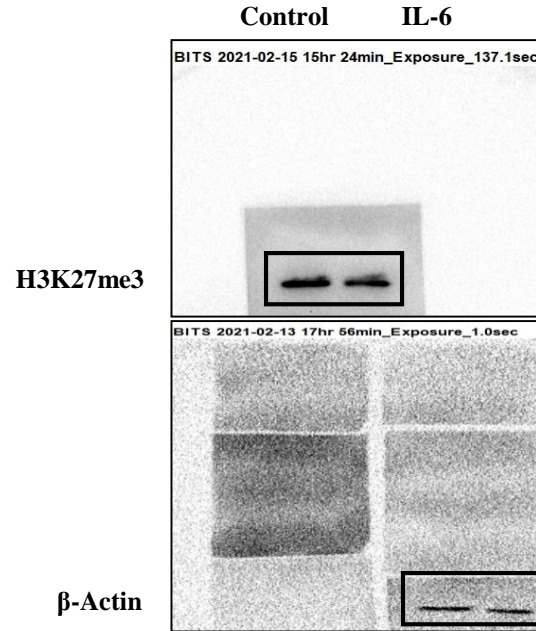 Control IL-6
BITS 2021-02-15 15hr 24min_Exposure_137.1sec
H3K27me3
BITS 2021-02-13 17hr 56min_Exposure_1.0sec
β-Actin